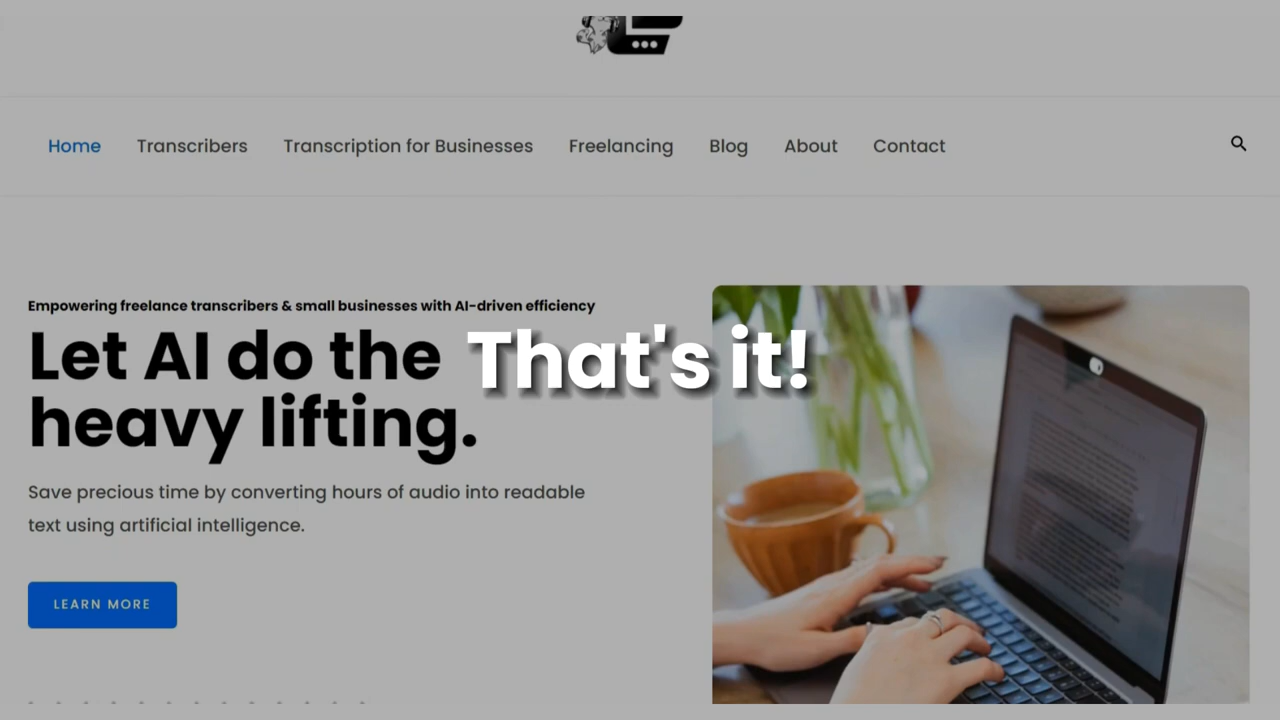 Home Transcribers Transcription for Businesses Freelancing Blog About Contact
Empowering freelance transcribers & small businesses with AI-driven efficiency
Let AI do the
heavy lifting.
That's it!
Save precious time by converting hours of audio into readable
text using artificial intelligence.
LEARN MORE